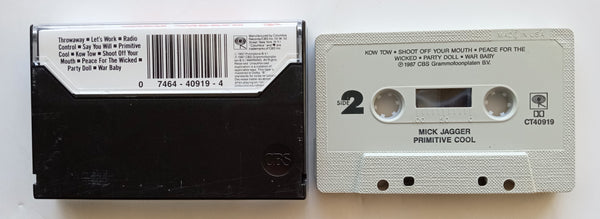 Throwaway ▪ Let's Work ▪ Radio
Control ▪ Say You Will ▪ Primitive
Cool ▪ Kow Tow ▪ Shoot Off Your
Mouth ▪ Peace For The Wicked ▪
Party Doll ▪ War Baby
0 7464-40919-4
CBS
KOW TOW • SHOOT OFF YOUR MOUTH • PEACE FOR THE
WICKED • PARTY DOLL • WAR BABY
℗ 1987 CBS Grammofoonplaten B.V.
SIDE 2
CT40919
MICK JAGGER
PRIMITIVE COOL